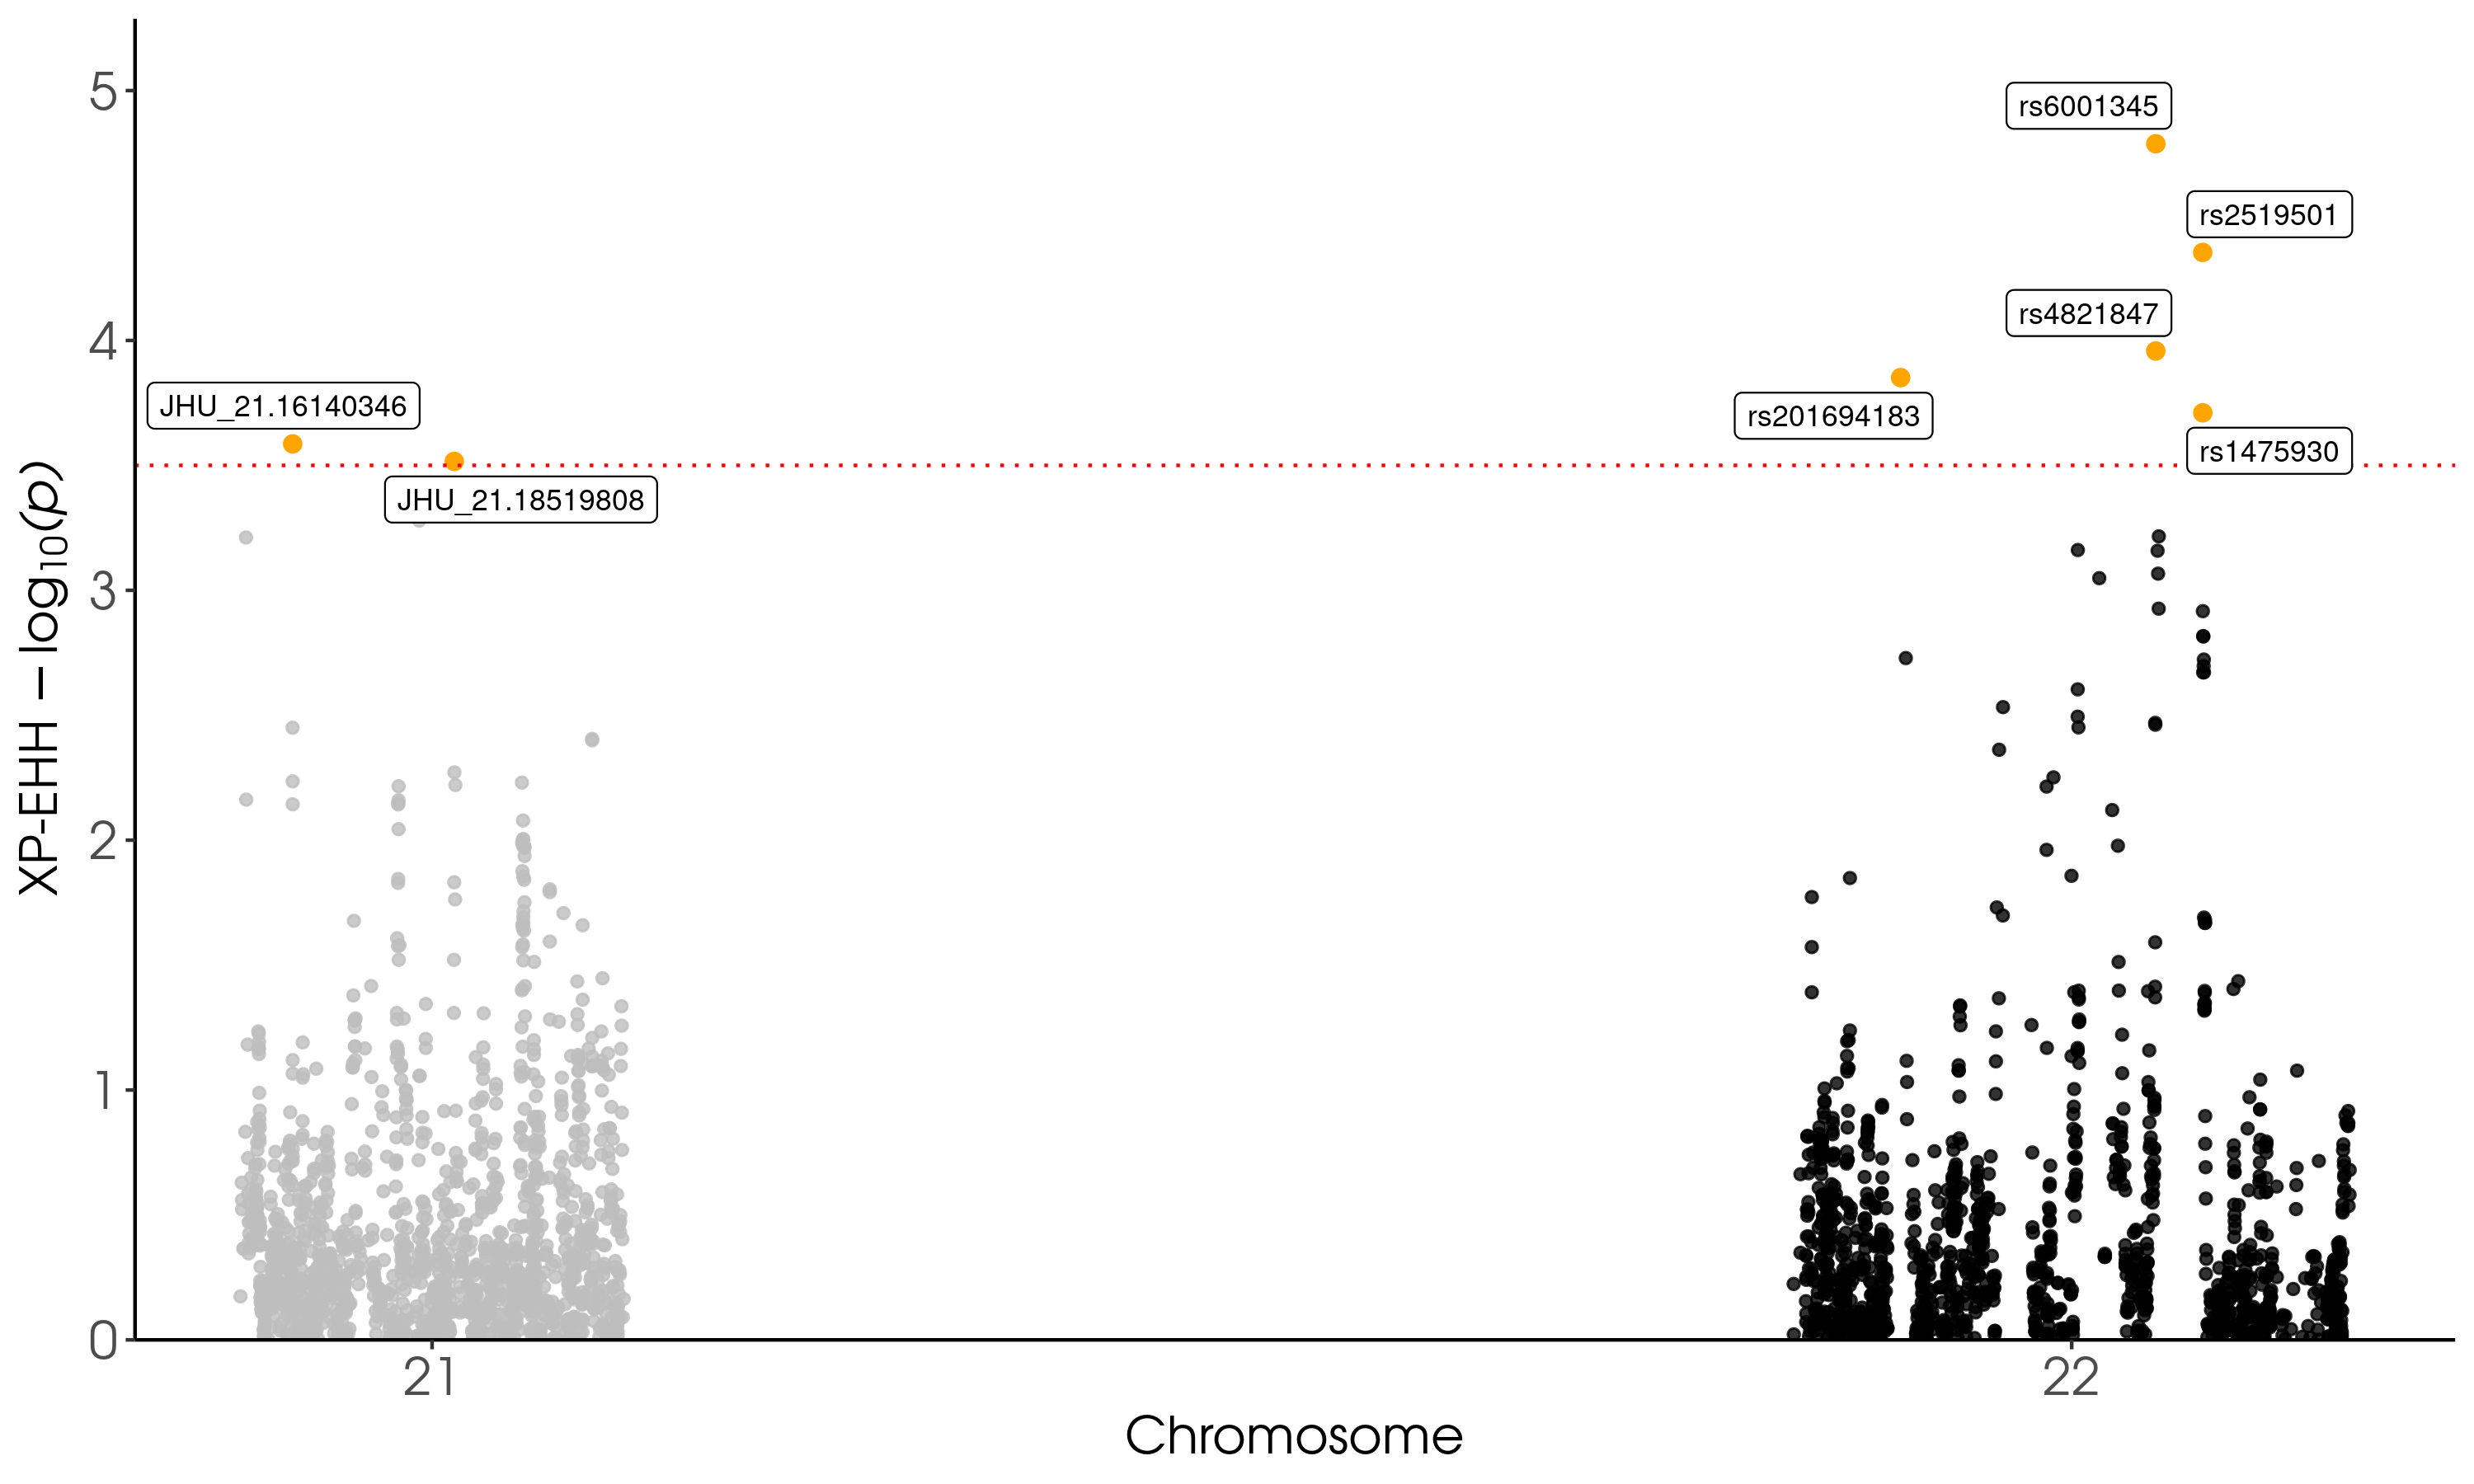 5
rs6001345
rs2519501
rs4821847
4
JHU_21.16140346
rs201694183
rs1475930
JHU_21.18519808
3
2
1
0
XP-EHH −log10(p)
21
22
Chromosome